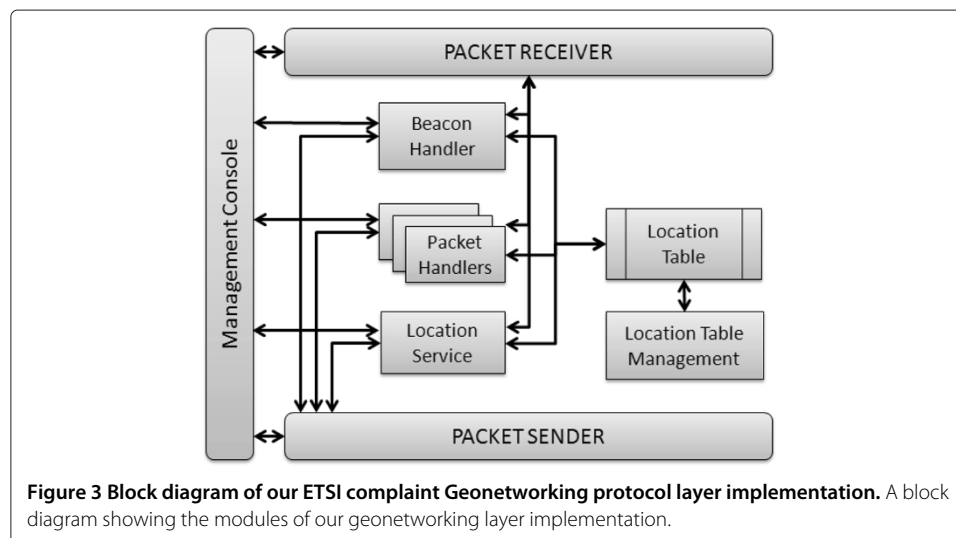 PACKET RECEIVER
Management Console
Beacon
Handler
Packet
Handlers
Location
Table
Location
Service
Location Table
Management
PACKET SENDER
Figure 3 Block diagram of our ETSI complaint Geonetworking protocol layer implementation. A block
diagram showing the modules of our geonetworking layer implementation.